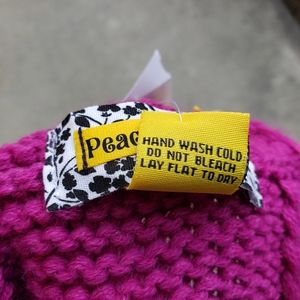 Peac
HAND WASH COLD
DO NOT BLEACH
LAY FLAT TO DRY